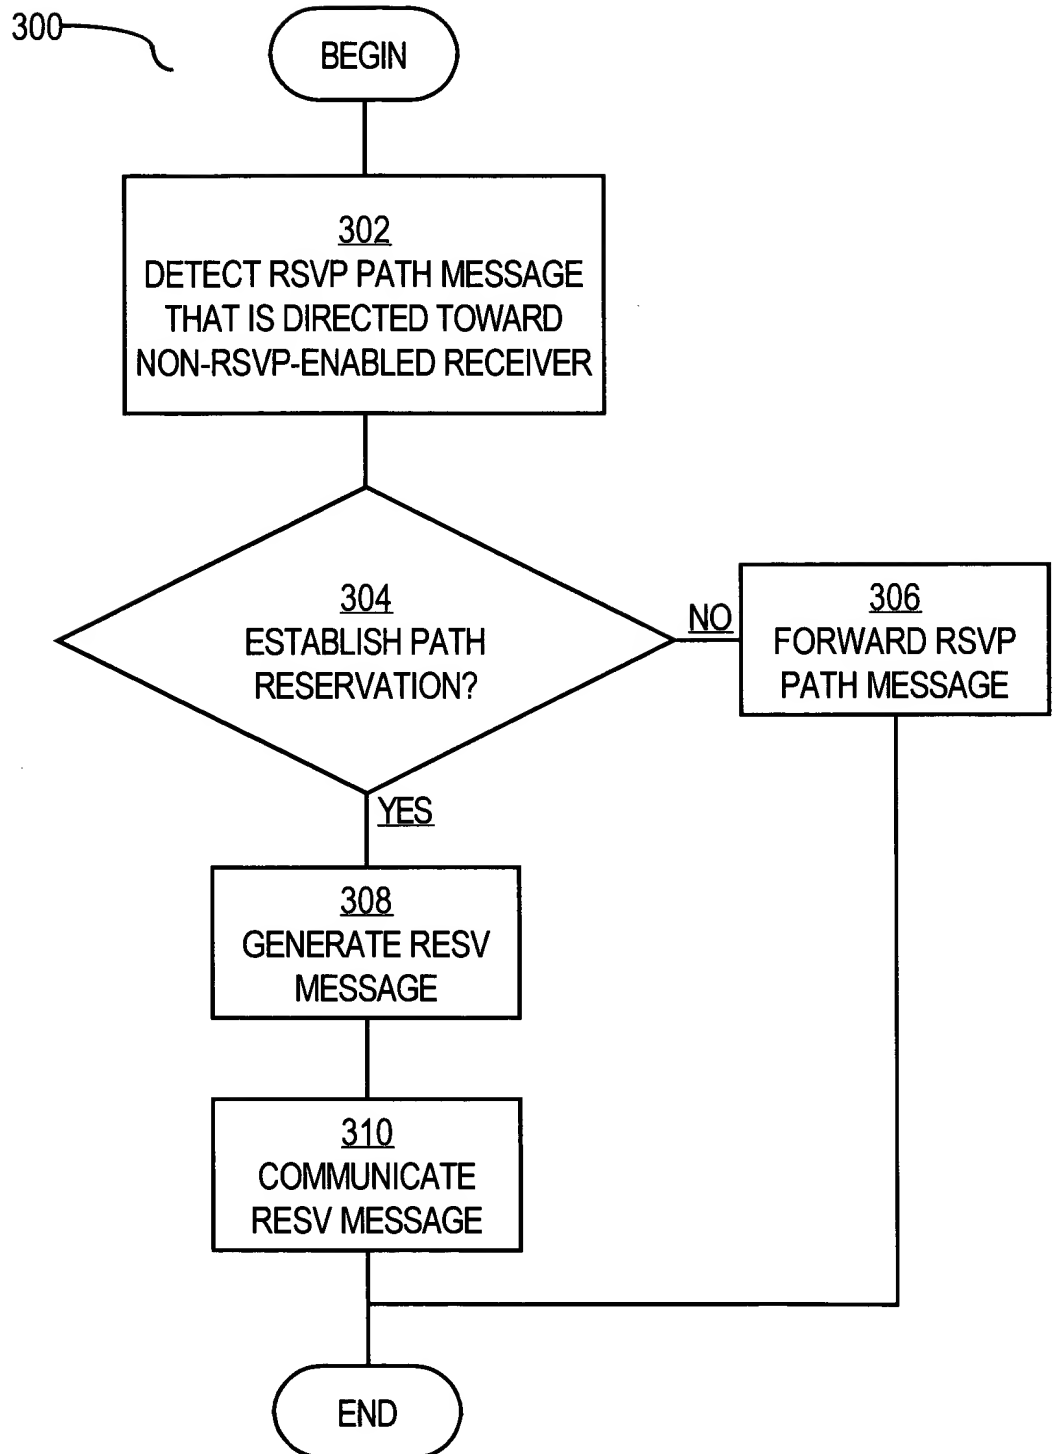 300
BEGIN
302
DETECT RSVP PATH MESSAGE
THAT IS DIRECTED TOWARD
NON-RSVP-ENABLED RECEIVER
304
ESTABLISH PATH
RESERVATION?
NO
306
FORWARD RSVP
PATH MESSAGE
YES
308
GENERATE RESV
MESSAGE
310
COMMUNICATE
RESV MESSAGE
END